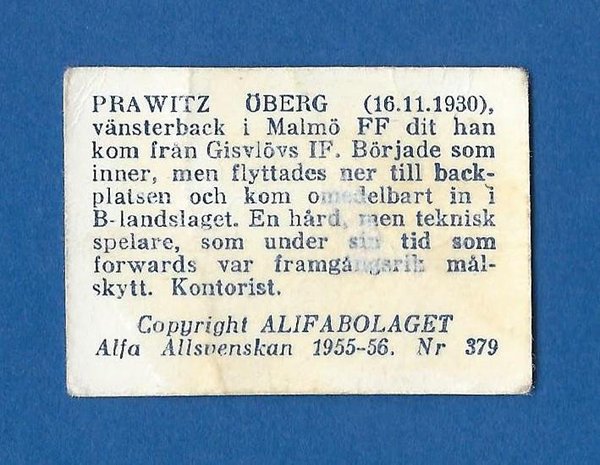 PRAWITZ ÖBERG (16.11.1930),
vänsterback i Malmö FF dit han
kom från Gisvlövs IF. Började som
inner, men flyttades ner till back-
platsen och kom omedelbart in i
B-landslaget. En hård, men teknisk
spelare, som under sin tid som
forwards var framgångsrik mål-
skytt. Kontorist.
Copyright ALIFABOLAGET
Alfa Allsvenskan 1955-56. Nr 379